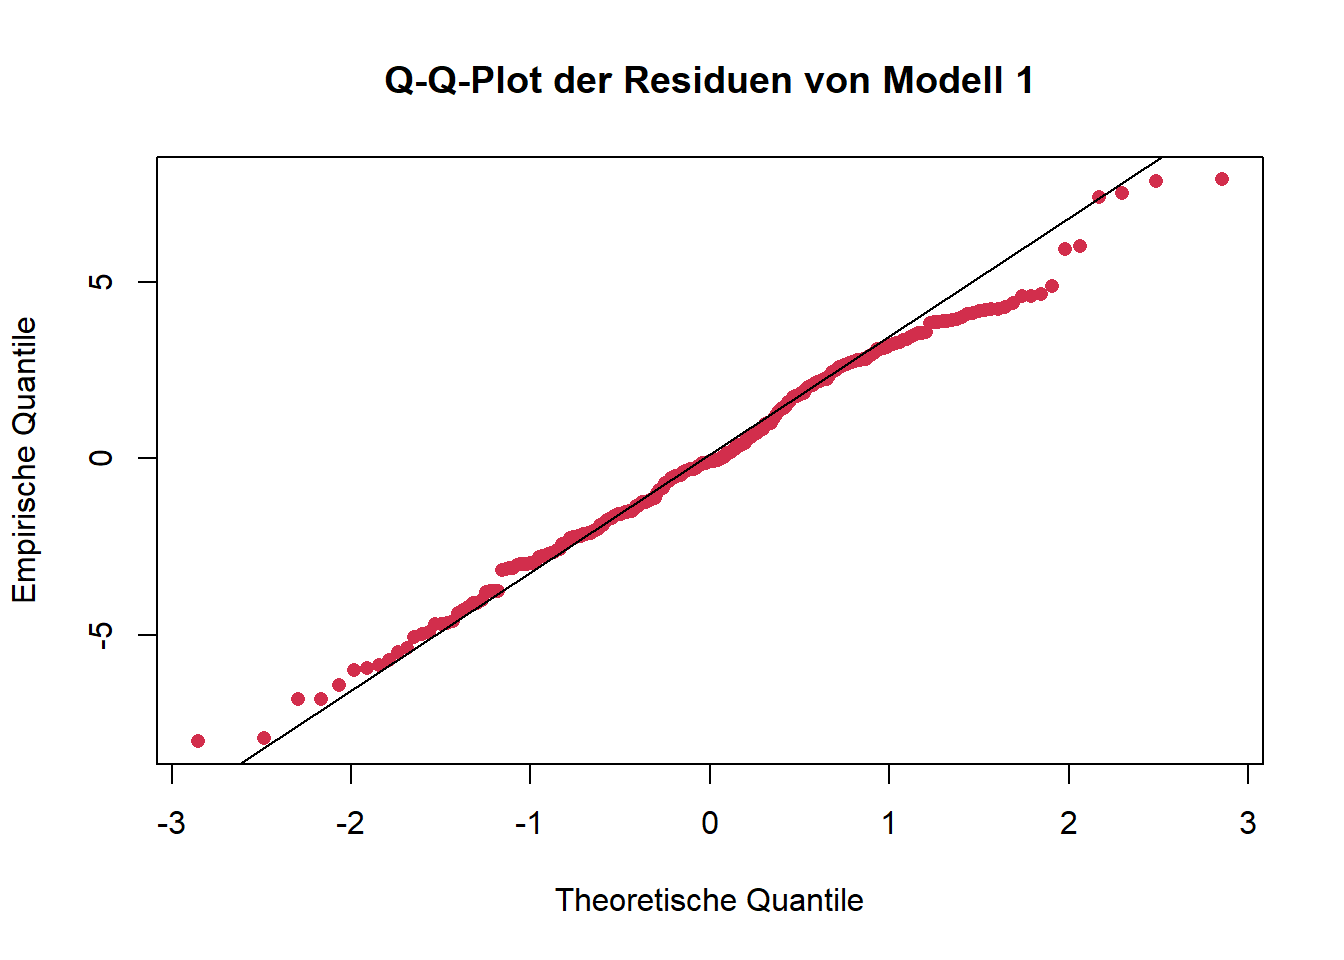 Q-Q-Plot der Residuen von Modell 1
Empirische Quantile
5
0
-5
-3 -2 -1 0 1 2 3
Theoretische Quantile